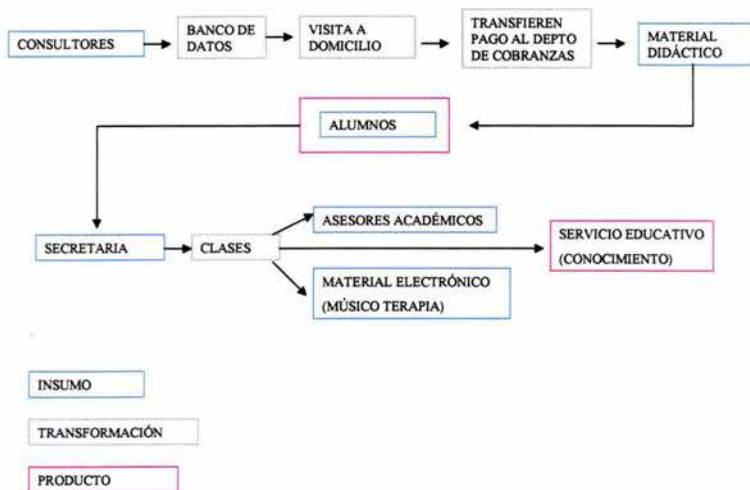 CONSULTORES
BANCO DE
DATOS
VISITA A
DOMICILIO
TRANSFIEREN
PAGO AL DEPTO
DE COBRANZAS
MATERIAL
DIDÁCTICO
ALUMNOS
SECRETARIA
CLASES
ASESORES ACADÉMICOS
MATERIAL ELECTRÓNICO
(MÚSICO TERAPIA)
SERVICIO EDUCATIVO
(CONOCIMIENTO)
INSUMO
TRANSFORMACIÓN
PRODUCTO